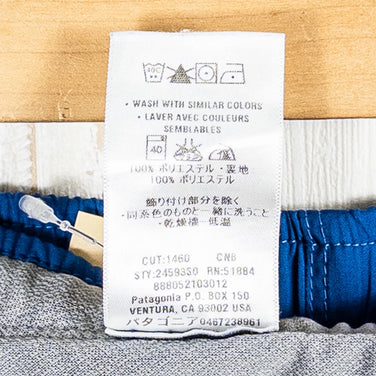 40C
• WASH WITH SIMILAR COLORS
• LAVER AVEC COULEURS
SEMBLABLES
40
100% ポリエステル・裏地
100% ポリエステル
飾り付け部分を除く
・同系色のものと一緒に洗うこと
・乾燥機一低温
CUT:1460 CNB
STY:24593S0 RN:51884
888052103012
Patagonia P.O. BOX 150
VENTURA, CA 93002 USA
パタゴニア 0467238961